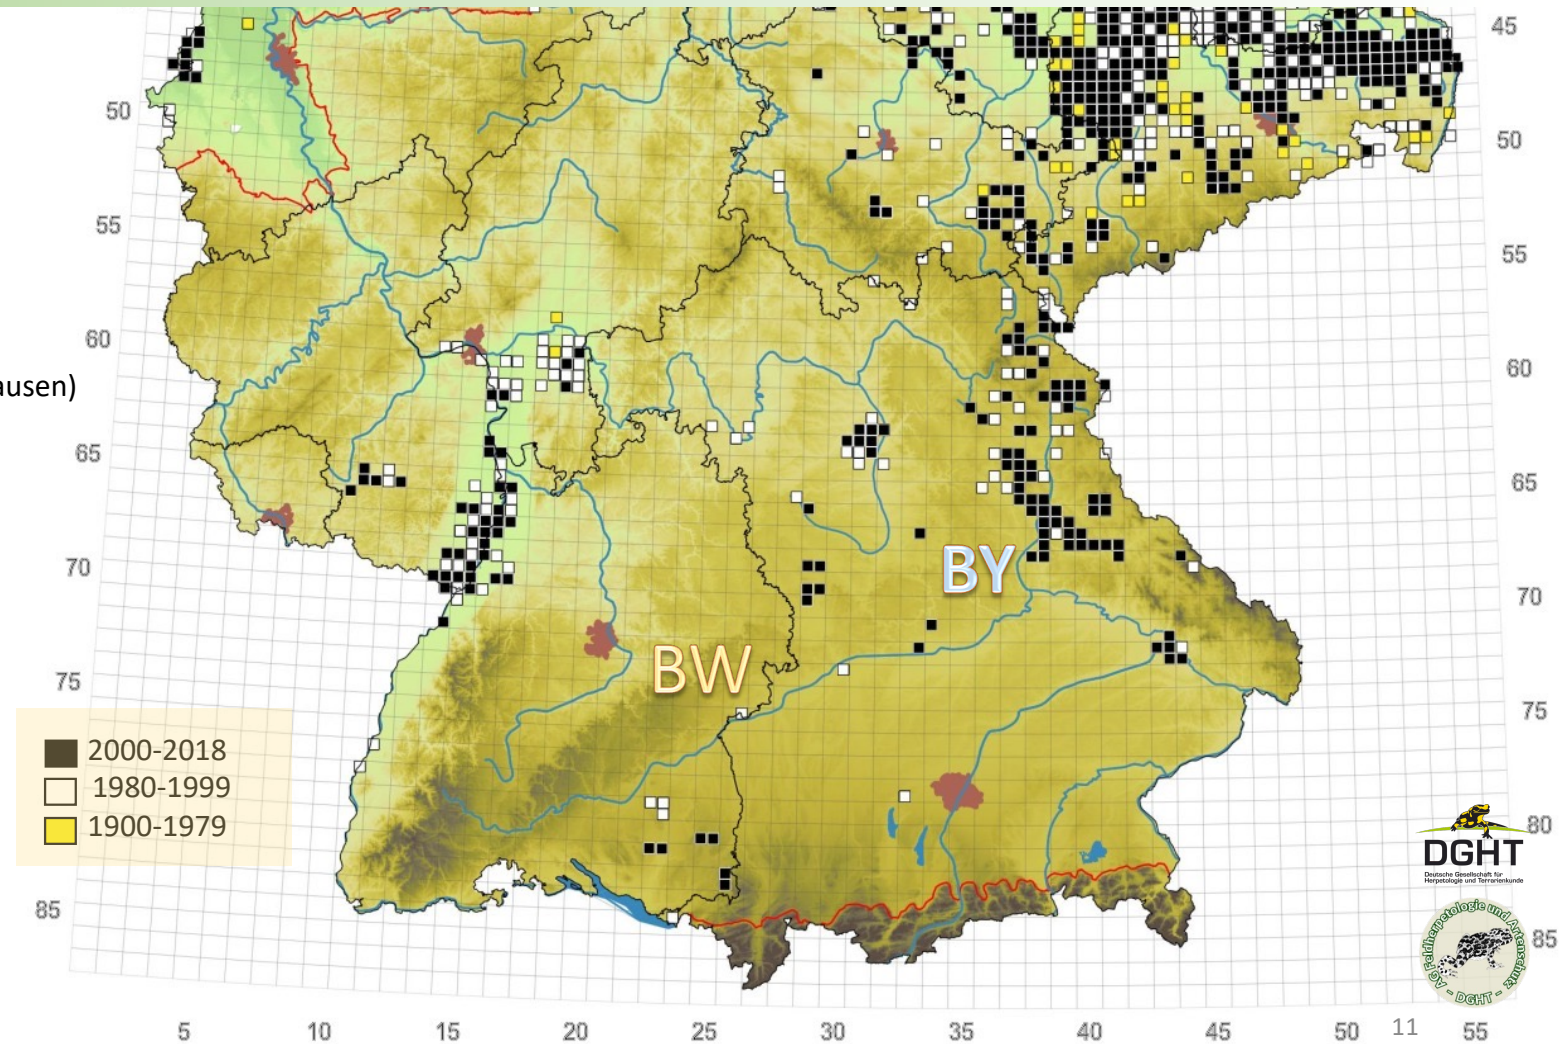 45
50
50
55
55
60
60
ausen)
65
65
BY
70
70
BW
75
75
2000-2018
1980-1999
1900-1979
80
DGHT
Deutsche Gesellschaft für
Herpetologie und Terrarienkunde
85
85
AG Feldherpetologie und Artenschutz
- DGHT -
5 10 15 20 25 30 35 40 45 50 11 55